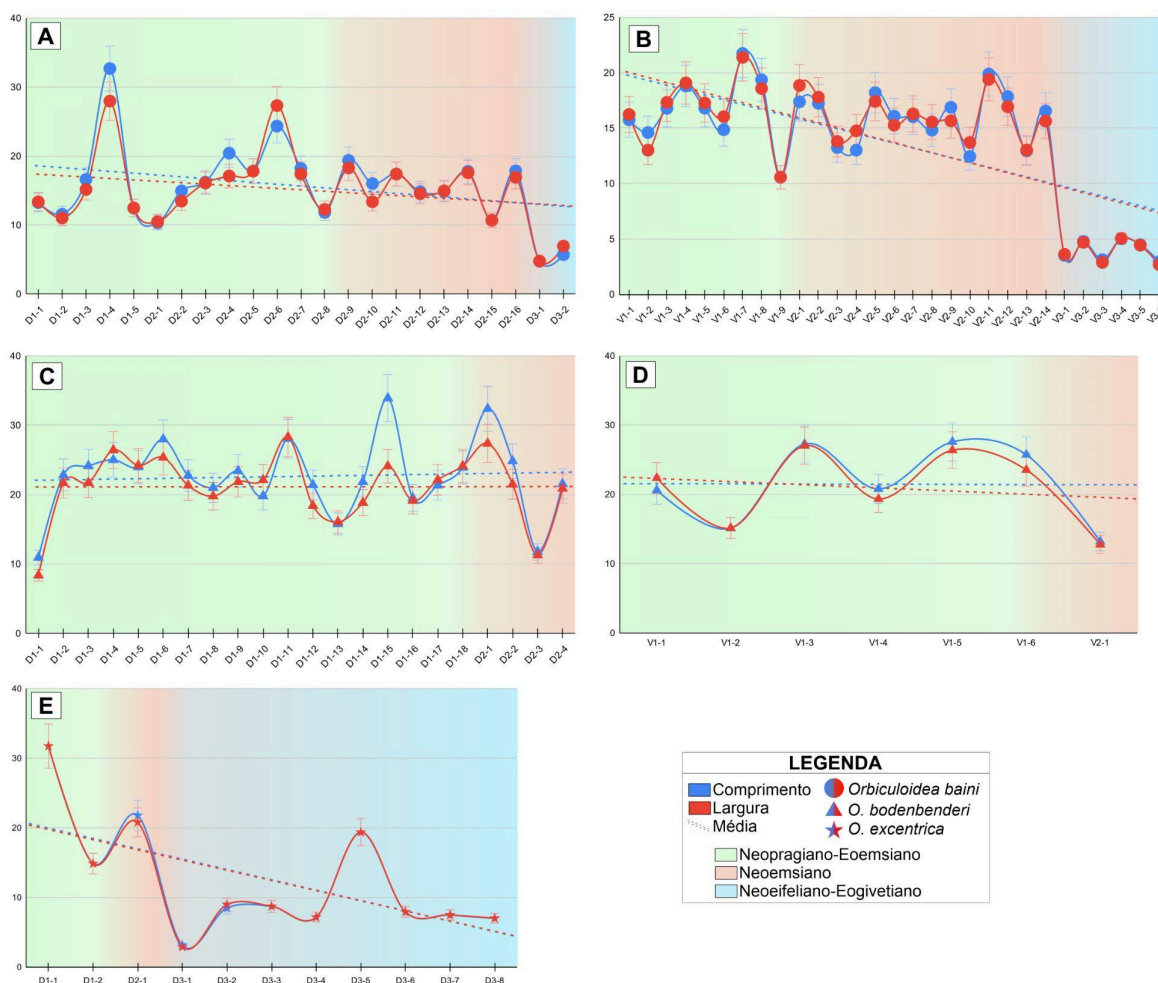 A
40
30
20
10
0
D1-1 D1-2 D1-3 D1-4 D1-5 D2-1 D2-2 D2-3 D2-4 D2-5 D2-6 D2-7 D2-8 D2-9 D2-10 D2-11 D2-12 D2-13 D2-14 D2-15 D2-16 D3-1 D3-2
B
25
20
15
10
5
0
V1-1 V1-2 V1-3 V1-4 V1-5 V1-6 V1-7 V1-8 V1-9 V2-1 V2-2 V2-3 V2-4 V2-5 V2-6 V2-7 V2-8 V2-9 V2-10 V2-11 V2-12 V2-13 V2-14 V3-1 V3-2 V3-3 V3-4 V3-5
C
40
30
20
10
0
D1-1 D1-2 D1-3 D1-4 D1-5 D1-6 D1-7 D1-8 D1-9 D1-10 D1-11 D1-12 D1-13 D1-14 D1-15 D1-16 D1-17 D1-18 D2-1 D2-2 D2-3 D2-4
D
40
30
20
10
0
V1-1 V1-2 V1-3 V1-4 V1-5 V1-6 V2-1
E
40
30
20
10
0
D1-1 D1-2 D2-1 D3-1 D3-2 D3-3 D3-4 D3-5 D3-6 D3-7 D3-8
LEGENDA
Comprimento Orbiculoidea baini
Largura O. bodenbenderi
Média O. excentrica
Neopragiano-Eoemsiano
Neoemsiano
Neoeifeliano-Eogivetiano